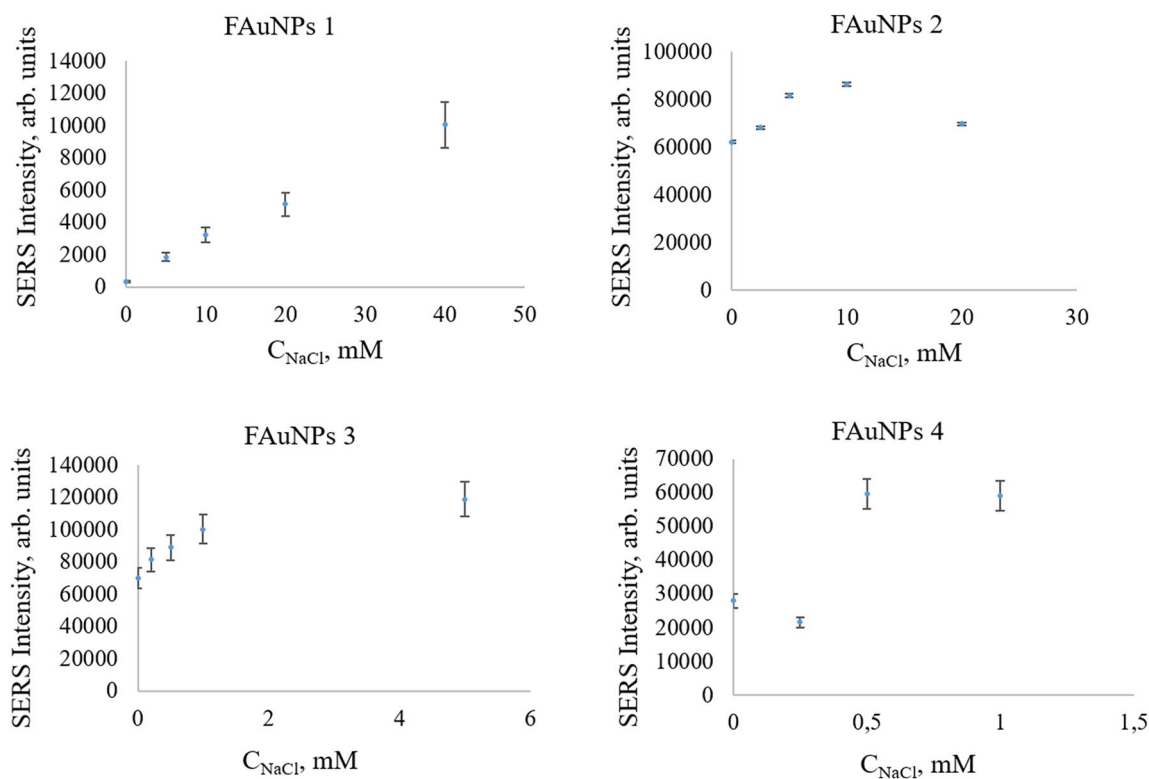 FAuNPs 1
SERS Intensity, arb. units
14000
12000
10000
8000
6000
4000
2000
0
0 10 20 30 40 50
C_NaCl, mM
FAuNPs 2
SERS Intensity, arb. units
100000
80000
60000
40000
20000
0
0 10 20 30
C_NaCl, mM
FAuNPs 3
SERS Intensity, arb. units
140000
120000
100000
80000
60000
40000
20000
0
0 2 4 6
C_NaCl, mM
FAuNPs 4
SERS Intensity, arb. units
70000
60000
50000
40000
30000
20000
10000
0
0 0,5 1 1,5
C_NaCl, mM